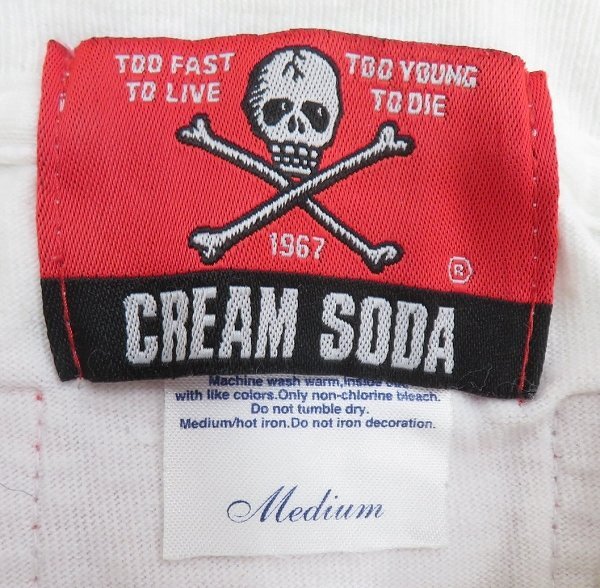 TOO FAST TOO YOUNG
TO LIVE TO DIE
1967
®
CREAM SODA
Machine wash warm,Inside out
with like colors.Only non-chlorine bleach.
Do not tumble dry.
Medium/hot iron.Do not iron decoration.
Medium